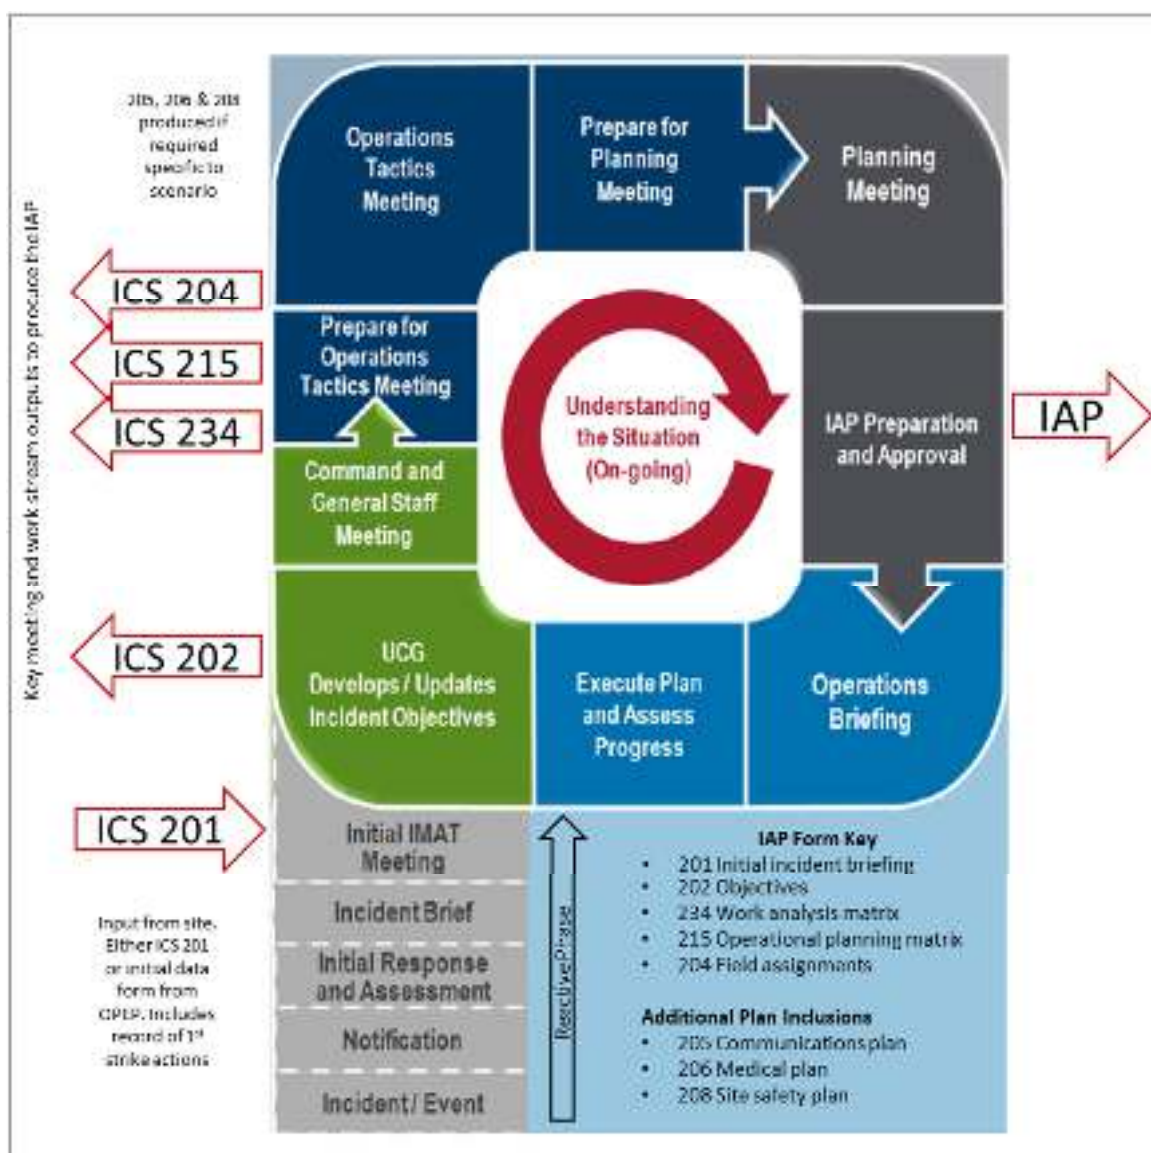 205, 206 & 208
produced if
required
specific to
scenario
Key meeting and work stream outputs to produce the IAP
Operations
Tactics
Meeting
Prepare for
Planning
Meeting
Planning
Meeting
ICS 204
ICS 215
ICS 234
Prepare for
Operations
Tactics Meeting
Understanding
the Situation
(On-going)
IAP Preparation
and Approval
IAP
Command and
General Staff
Meeting
ICS 202
UCG
Develops / Updates
Incident Objectives
Execute Plan
and Assess
Progress
Operations
Briefing
ICS 201
Initial IMAT
Meeting
Incident Brief
Initial Response
and Assessment
Notification
Incident / Event
Input from site.
Either ICS 201
or initial data
form from
OPEP. Includes
record of 1st
strike actions
Reactive Phase
IAP Form Key
• 201 Initial incident briefing
• 202 Objectives
• 234 Work analysis matrix
• 215 Operational planning matrix
• 204 Field assignments
Additional Plan Inclusions
• 205 Communications plan
• 206 Medical plan
• 208 Site safety plan